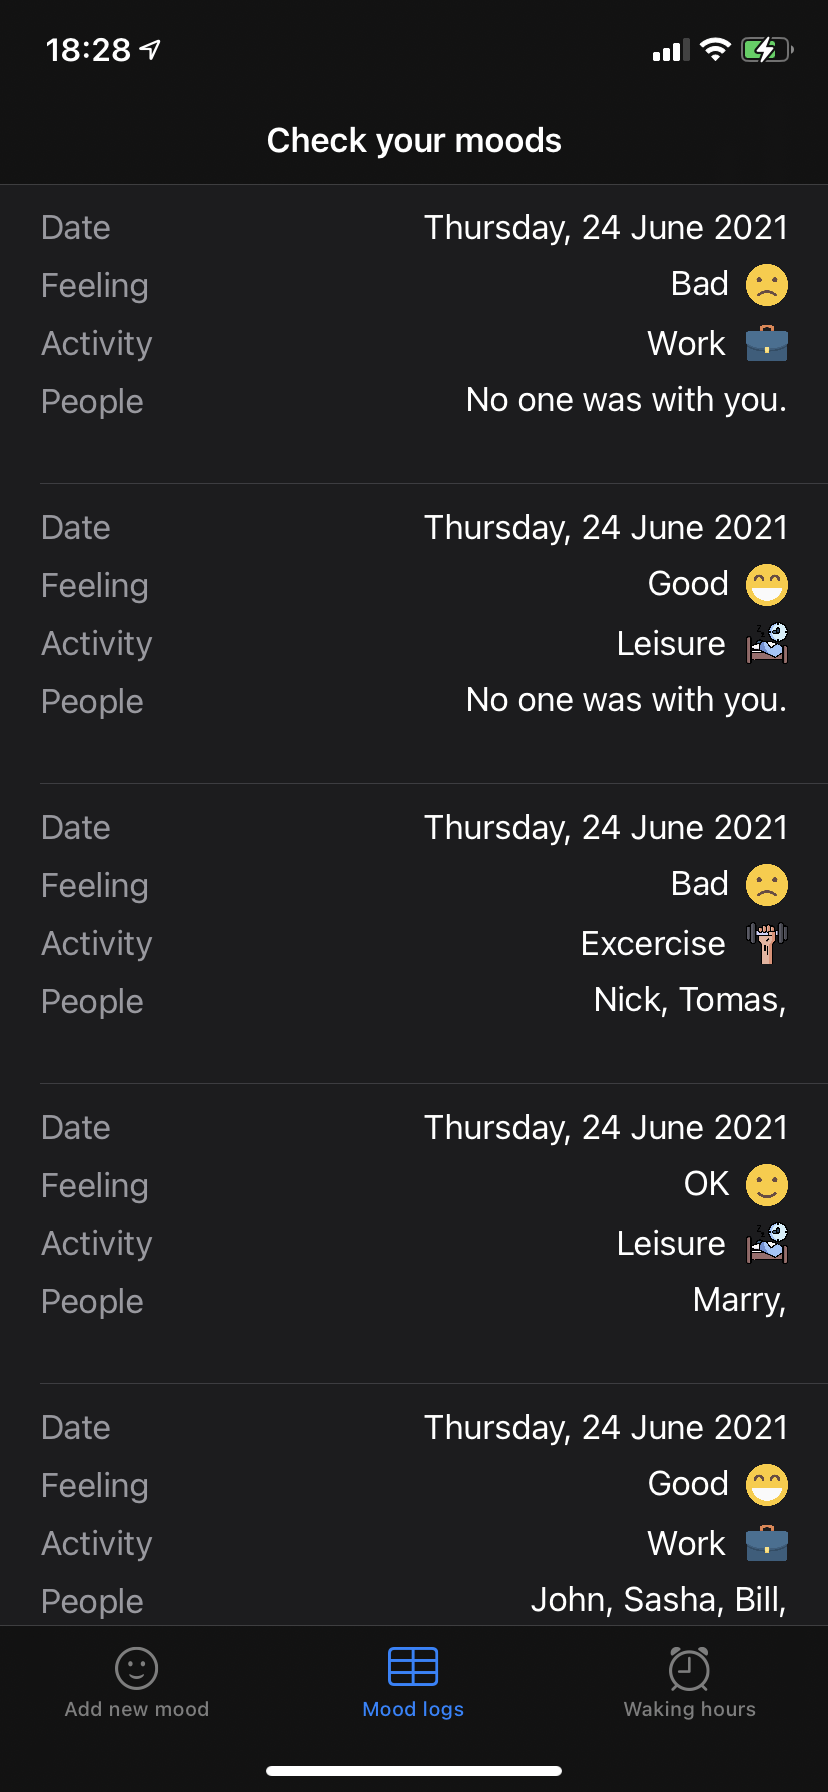 18:28
Check your moods
Date Thursday, 24 June 2021
Feeling Bad
Activity Work
People No one was with you.
Date Thursday, 24 June 2021
Feeling Good
Activity Leisure
People No one was with you.
Date Thursday, 24 June 2021
Feeling Bad
Activity Excercise
People Nick, Tomas,
Date Thursday, 24 June 2021
Feeling OK
Activity Leisure
People Marry,
Date Thursday, 24 June 2021
Feeling Good
Activity Work
People John, Sasha, Bill,
Add new mood Mood logs Waking hours